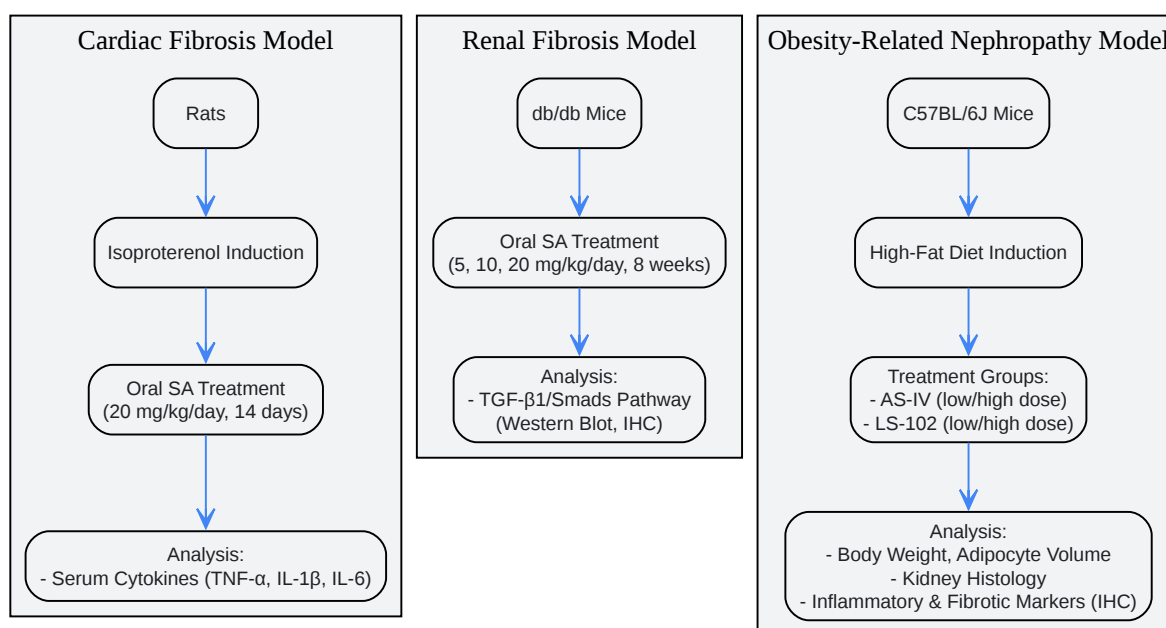 Cardiac Fibrosis Model
Rats
Isoproterenol Induction
Oral SA Treatment
(20 mg/kg/day, 14 days)
Analysis:
- Serum Cytokines (TNF-α, IL-1β, IL-6)
Renal Fibrosis Model
db/db Mice
Oral SA Treatment
(5, 10, 20 mg/kg/day, 8 weeks)
Analysis:
- TGF-β1/Smads Pathway
(Western Blot, IHC)
Obesity-Related Nephropathy Model
C57BL/6J Mice
High-Fat Diet Induction
Treatment Groups:
- AS-IV (low/high dose)
- LS-102 (low/high dose)
Analysis:
- Body Weight, Adipocyte Volume
- Kidney Histology
- Inflammatory & Fibrotic Markers (IHC)